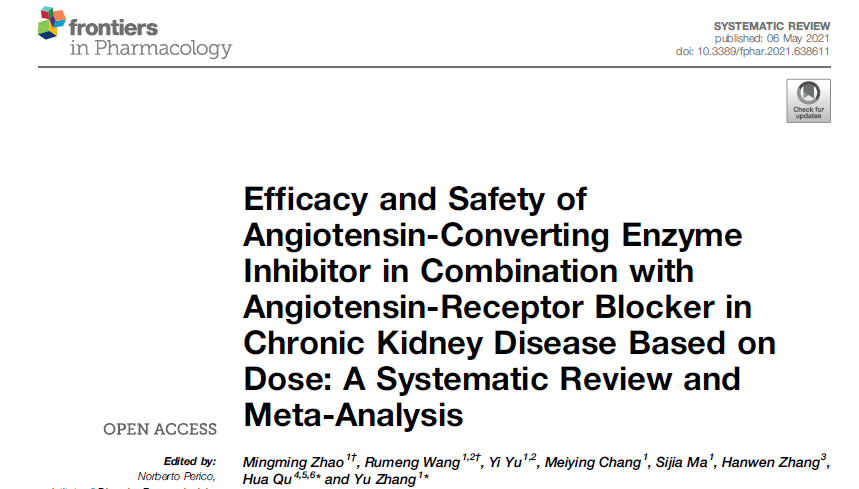 frontiers
in Pharmacology
SYSTEMATIC REVIEW
published: 06 May 2021
doi: 10.3389/fphar.2021.638611
Check for
updates
Efficacy and Safety of
Angiotensin-Converting Enzyme
Inhibitor in Combination with
Angiotensin-Receptor Blocker in
Chronic Kidney Disease Based on
Dose: A Systematic Review and
Meta-Analysis
OPEN ACCESS
Edited by:
Norberto Perico,
Mingming Zhao 1†, Rumeng Wang 1,2†, Yi Yu 1,2, Meiying Chang 1, Sijia Ma 1, Hanwen Zhang 3,
Hua Qu 4,5,6* and Yu Zhang 1*